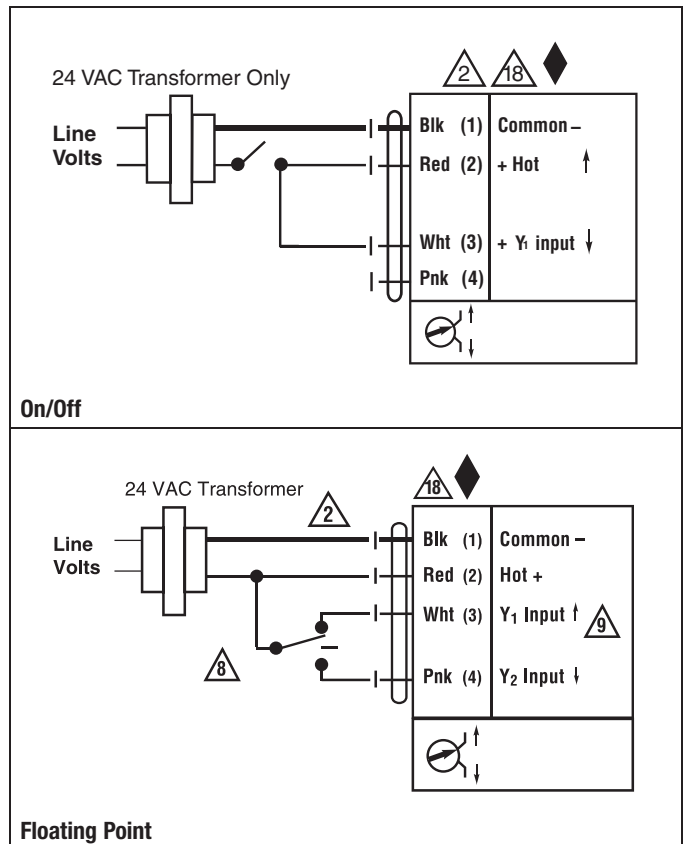 24 VAC Transformer Only
2 18
Line
Volts
Blk (1) Common –
Red (2) + Hot ↑
Wht (3) + Y₁ input ↓
Pnk (4)
On/Off
24 VAC Transformer
2
18
Line
Volts
Blk (1) Common –
Red (2) Hot +
Wht (3) Y₁ Input ↑ 9
8
Pnk (4) Y₂ Input ↓
Floating Point